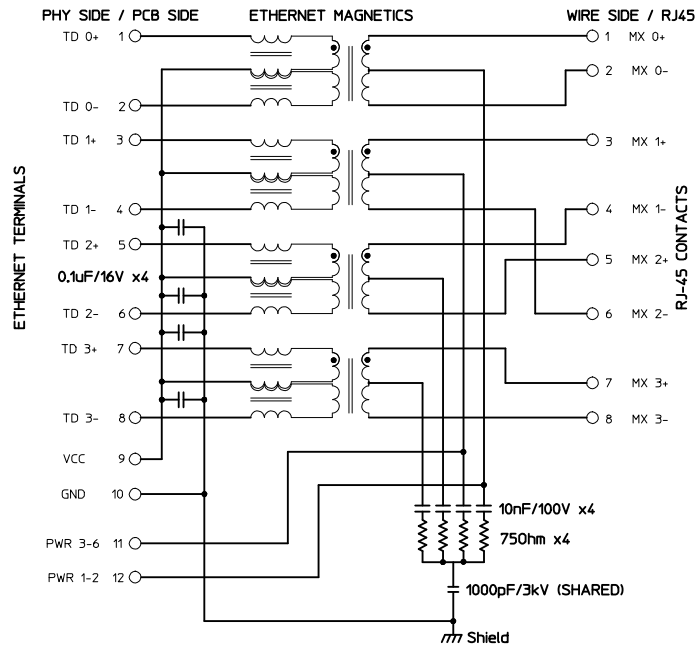 PHY SIDE / PCB SIDE ETHERNET MAGNETICS WIRE SIDE / RJ45
TD 0+ 1 1 MX 0+
2 MX 0-
TD 0- 2
TD 1+ 3 3 MX 1+
TD 1- 4 4 MX 1-
TD 2+ 5 5 MX 2+
0.1uF/16V x4
TD 2- 6 6 MX 2-
TD 3+ 7
7 MX 3+
TD 3- 8 8 MX 3-
VCC 9
GND 10
PWR 3-6 11
PWR 1-2 12
ETHERNET TERMINALS
RJ-45 CONTACTS
10nF/100V x4
75Ohm x4
1000pF/3kV (SHARED)
Shield